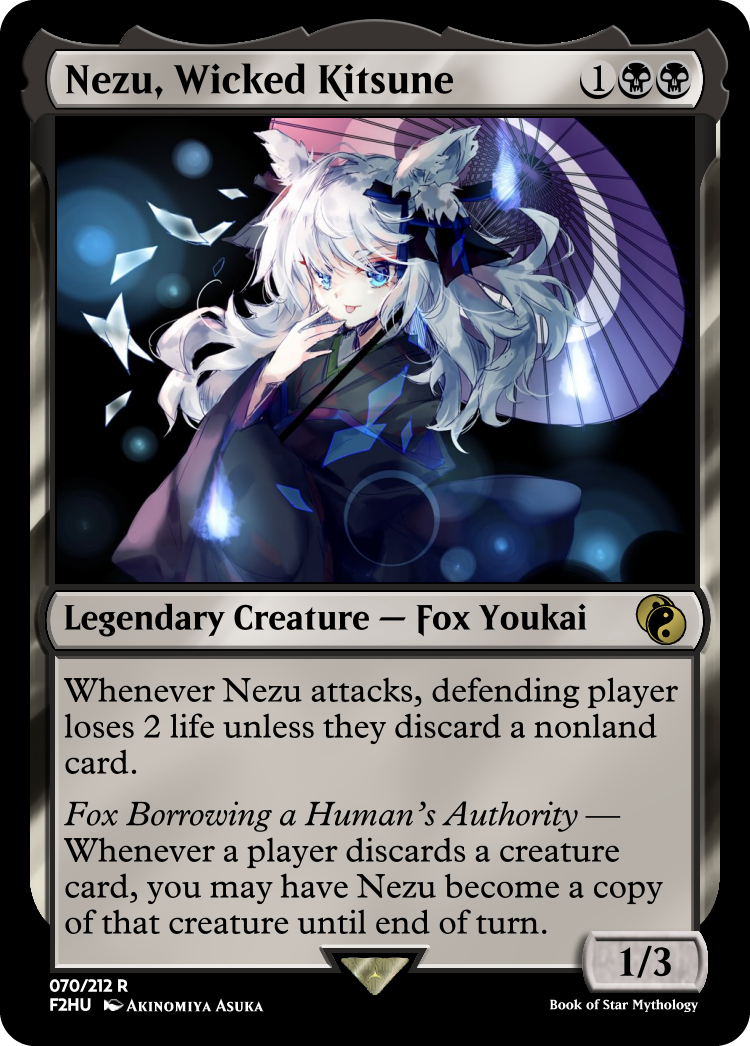 Nezu, Wicked Kitsune 1
Legendary Creature — Fox Youkai
Whenever Nezu attacks, defending player
loses 2 life unless they discard a nonland
card.
Fox Borrowing a Human's Authority —
Whenever a player discards a creature
card, you may have Nezu become a copy
of that creature until end of turn.
1/3
070/212 R
F2HU Akinomiya Asuka
Book of Star Mythology